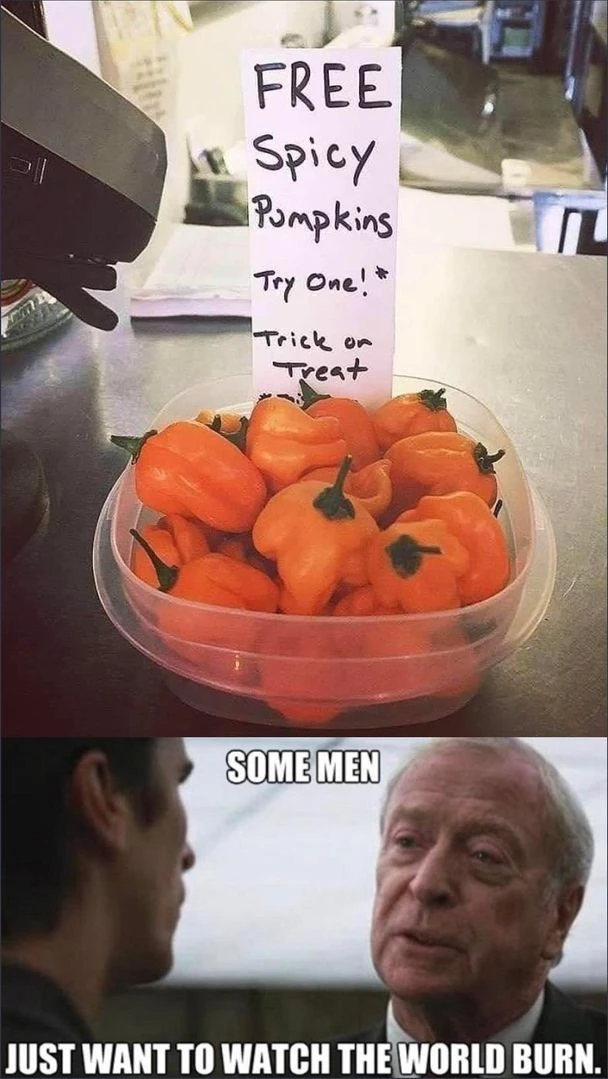 FREE
Spicy
Pumpkins
Try One!*
Trick or
Treat
SOME MEN
JUST WANT TO WATCH THE WORLD BURN.